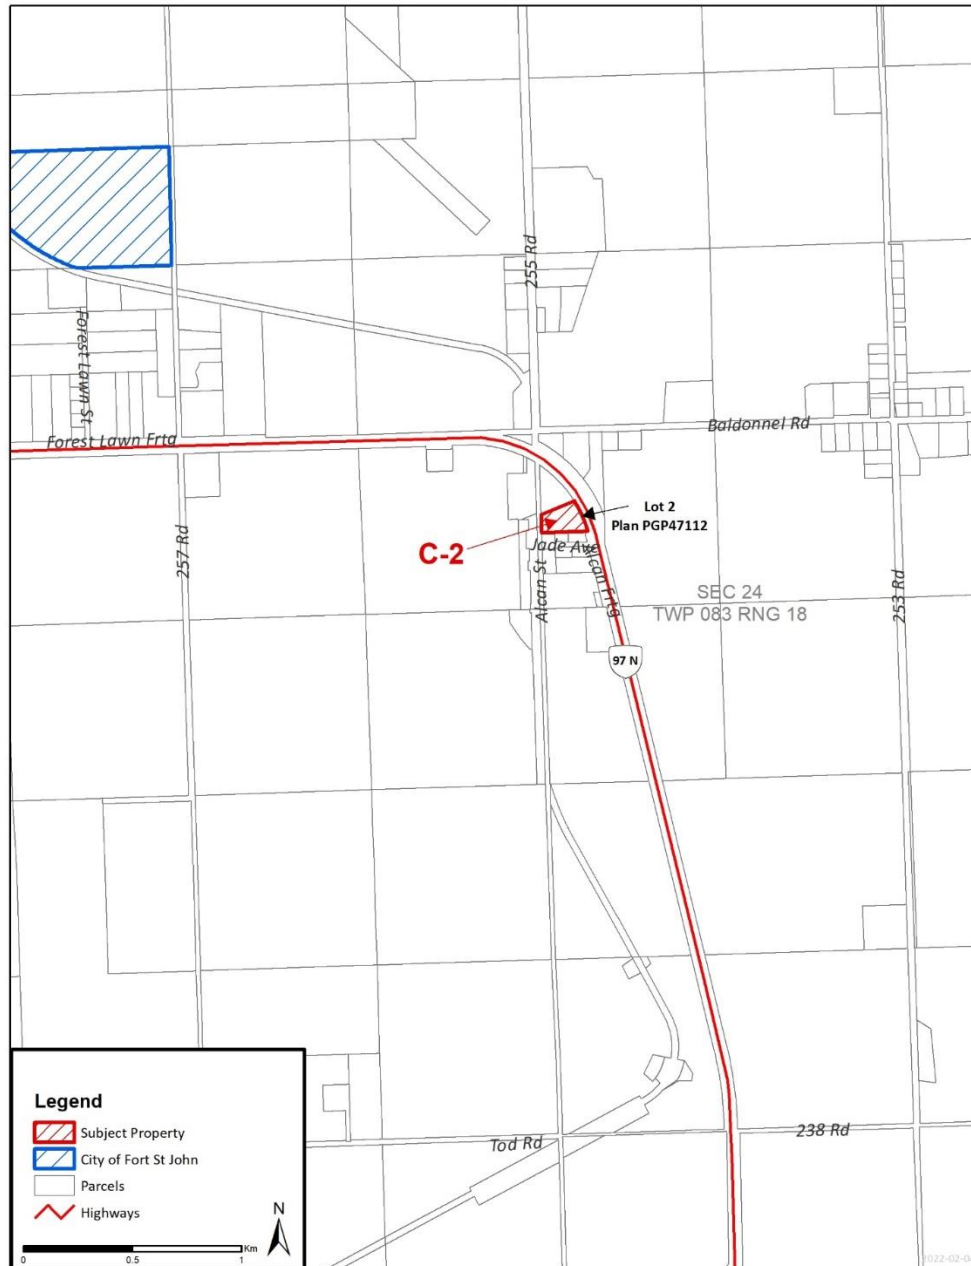 255 Rd
Forest Lawn St
Forest Lawn Frtg
Baldonnel Rd
Lot 2
Plan PGP47112
C-2
Jade Ave
Alcan Frtg
257 Rd
Alcan St
SEC 24
TWP 083 RNG 18
253 Rd
97 N
Tod Rd
238 Rd
Legend
Subject Property
City of Fort St John
Parcels
Highways
N
Km
0 0.5 1